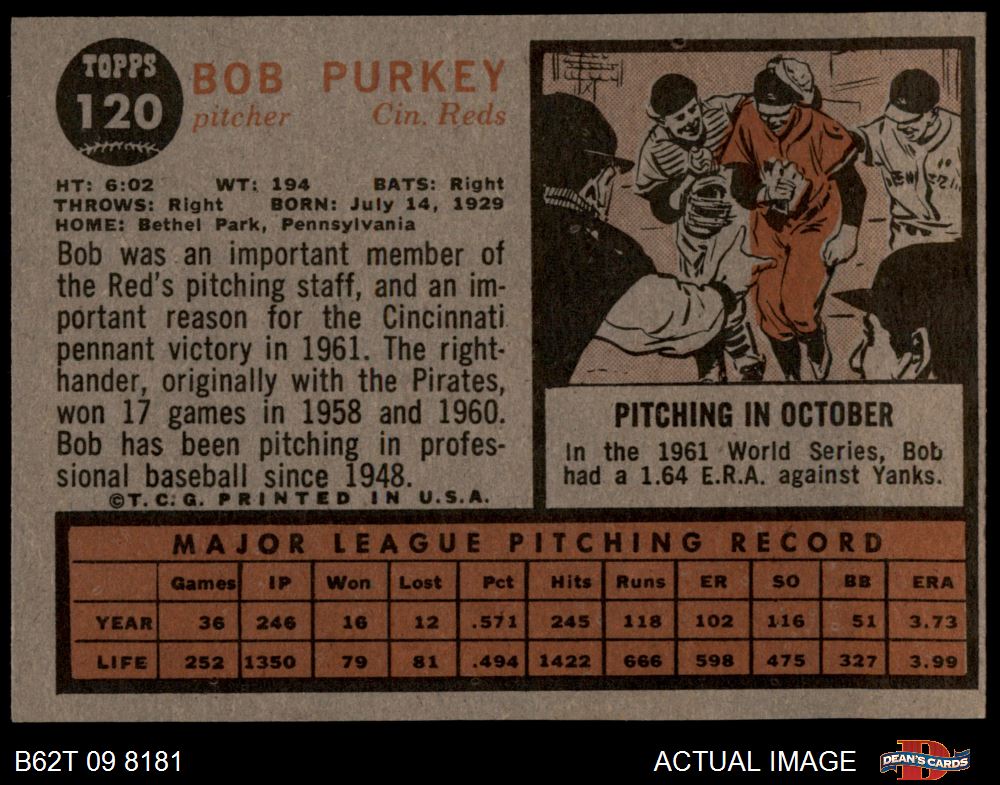 TOPPS
120
BOB PURKEY
pitcher Cin. Reds
HT: 6:02 WT: 194 BATS: Right
THROWS: Right BORN: July 14, 1929
HOME: Bethel Park, Pennsylvania
Bob was an important member of
the Red's pitching staff, and an im-
portant reason for the Cincinnati
pennant victory in 1961. The right-
hander, originally with the Pirates,
won 17 games in 1958 and 1960.
Bob has been pitching in profes-
sional baseball since 1948.
©T.C.G. PRINTED IN U.S.A.
PITCHING IN OCTOBER
In the 1961 World Series, Bob
had a 1.64 E.R.A. against Yanks.
MAJOR LEAGUE PITCHING RECORD
Games IP Won Lost Pct Hits Runs ER SO BB ERA
YEAR 36 246 16 12 .571 245 118 102 116 51 3.73
LIFE 252 1350 79 81 .494 1422 666 598 475 327 3.99
B62T 09 8181 ACTUAL IMAGE DEAN'S CARDS